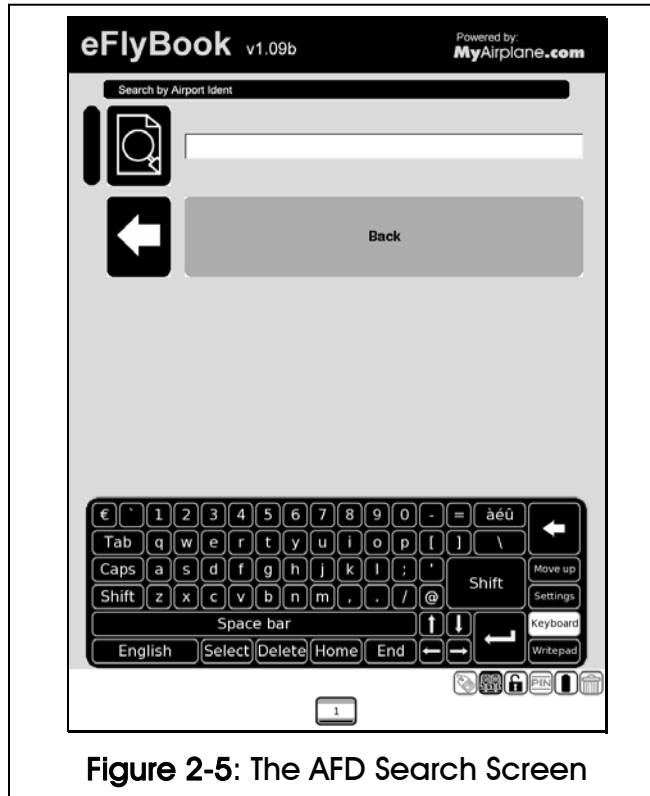 eFlyBook v1.09b
Powered by:
MyAirplane.com
Search by Airport Ident
Back
€ ` 1 2 3 4 5 6 7 8 9 0 - = àéû
Tab q w e r t y u i o p [ ] \
Caps a s d f g h j k l ; ' Shift Move up
Shift z x c v b n m , . / @ Settings
Space bar Keyboard
English Select Delete Home End Writepad
PIN
1
Figure 2-5: The AFD Search Screen